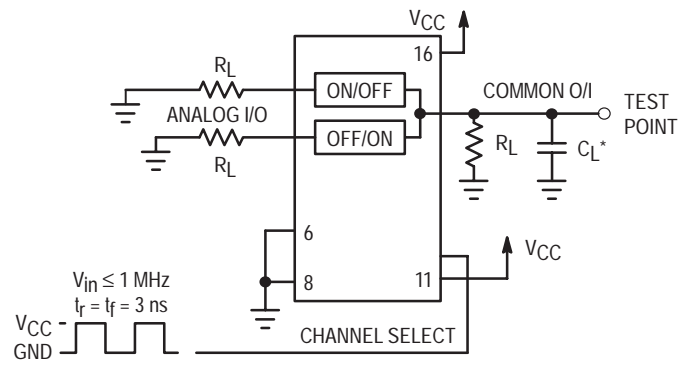 VCC
16
RL
ON/OFF
COMMON O/I
TEST
POINT
ANALOG I/O
OFF/ON
RL
RL
CL*
6
VCC
8
11
Vin ≤ 1 MHz
tr = tf = 3 ns
VCC
GND
CHANNEL SELECT